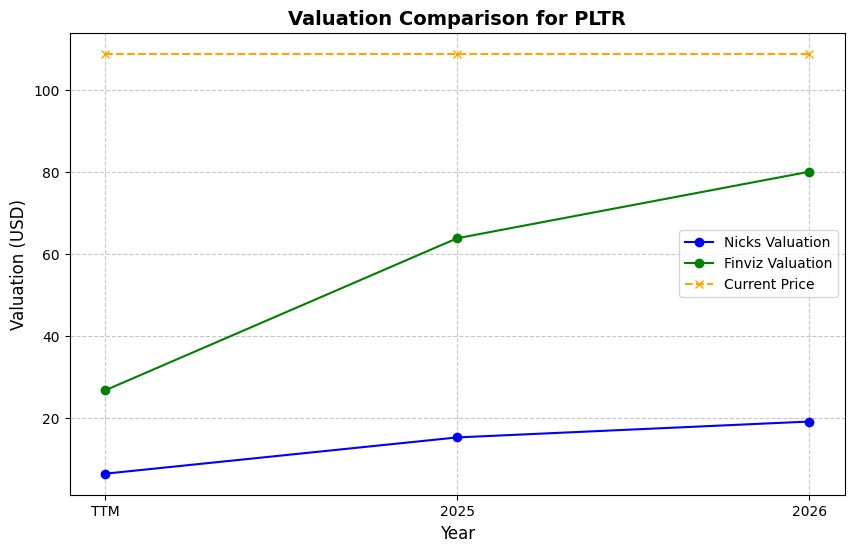 Valuation Comparison for PLTR
Valuation (USD)
100
80
60
40
20
Nicks Valuation
Finviz Valuation
Current Price
TTM
2025
2026
Year